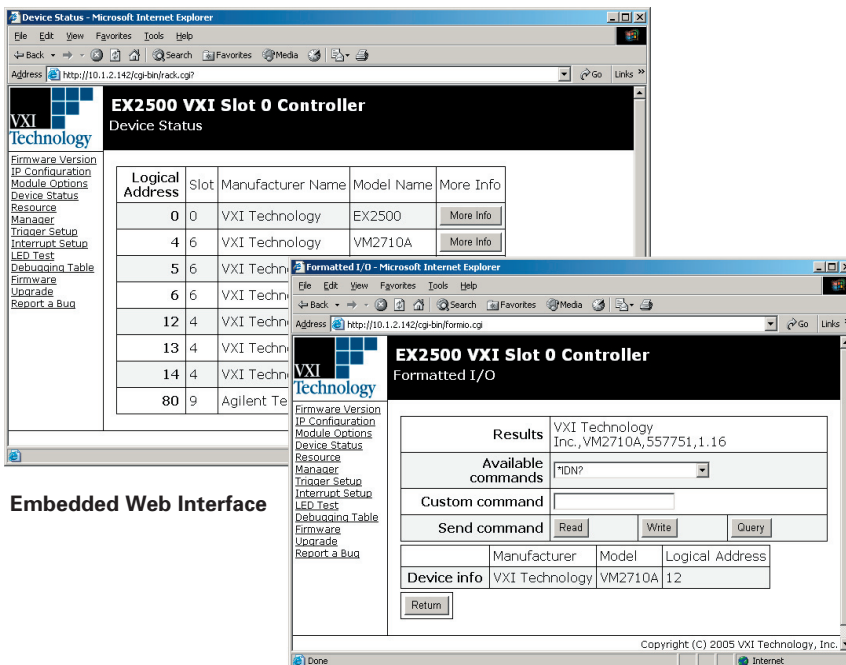 Device Status - Microsoft Internet Explorer
File Edit View Favorites Tools Help
Back Search Favorites Media
Address http://10.1.2.142/cgi-bin/rack.cgi? Go Links »
VXI Technology
EX2500 VXI Slot 0 Controller
Device Status
Firmware Version
IP Configuration
Module Options
Device Status
Resource
Manager
Trigger Setup
Interrupt Setup
LED Test
Debugging Table
Firmware
Upgrade
Report a Bug
Logical Address Slot Manufacturer Name Model Name More Info
0 0 VXI Technology EX2500 More Info
4 6 VXI Technology VM2710A More Info
5 6 VXI Techn
6 6 VXI Techn
12 4 VXI Techn
13 4 VXI Techn
14 4 VXI Techn
80 9 Agilent Te
Embedded Web Interface
Formatted I/O - Microsoft Internet Explorer
File Edit View Favorites Tools Help
Back Search Favorites Media
Address http://10.1.2.142/cgi-bin/formio.cgi Go Links
VXI Technology
EX2500 VXI Slot 0 Controller
Formatted I/O
Firmware Version
IP Configuration
Module Options
Device Status
Resource
Manager
Trigger Setup
Interrupt Setup
LED Test
Debugging Table
Firmware
Upgrade
Report a Bug
Results VXI Technology
Inc.,VM2710A,557751,1.16
Available commands *IDN?
Custom command
Send command Read Write Query
Manufacturer Model Logical Address
Device info VXI Technology VM2710A 12
Return
Copyright (C) 2005 VXI Technology, Inc.
Done Internet